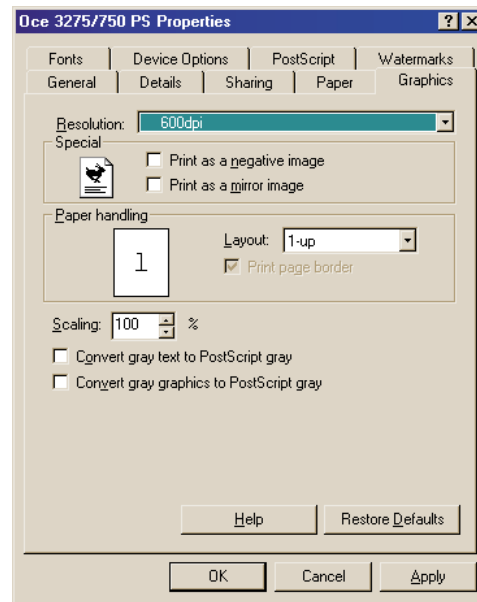 Oce 3275/750 PS Properties
Fonts Device Options PostScript Watermarks
General Details Sharing Paper Graphics
Resolution: 600dpi
Special
Print as a negative image
Print as a mirror image
Paper handling
Layout: 1-up
1
Print page border
Scaling: 100 %
Convert gray text to PostScript gray
Convert gray graphics to PostScript gray
Help Restore Defaults
OK Cancel Apply